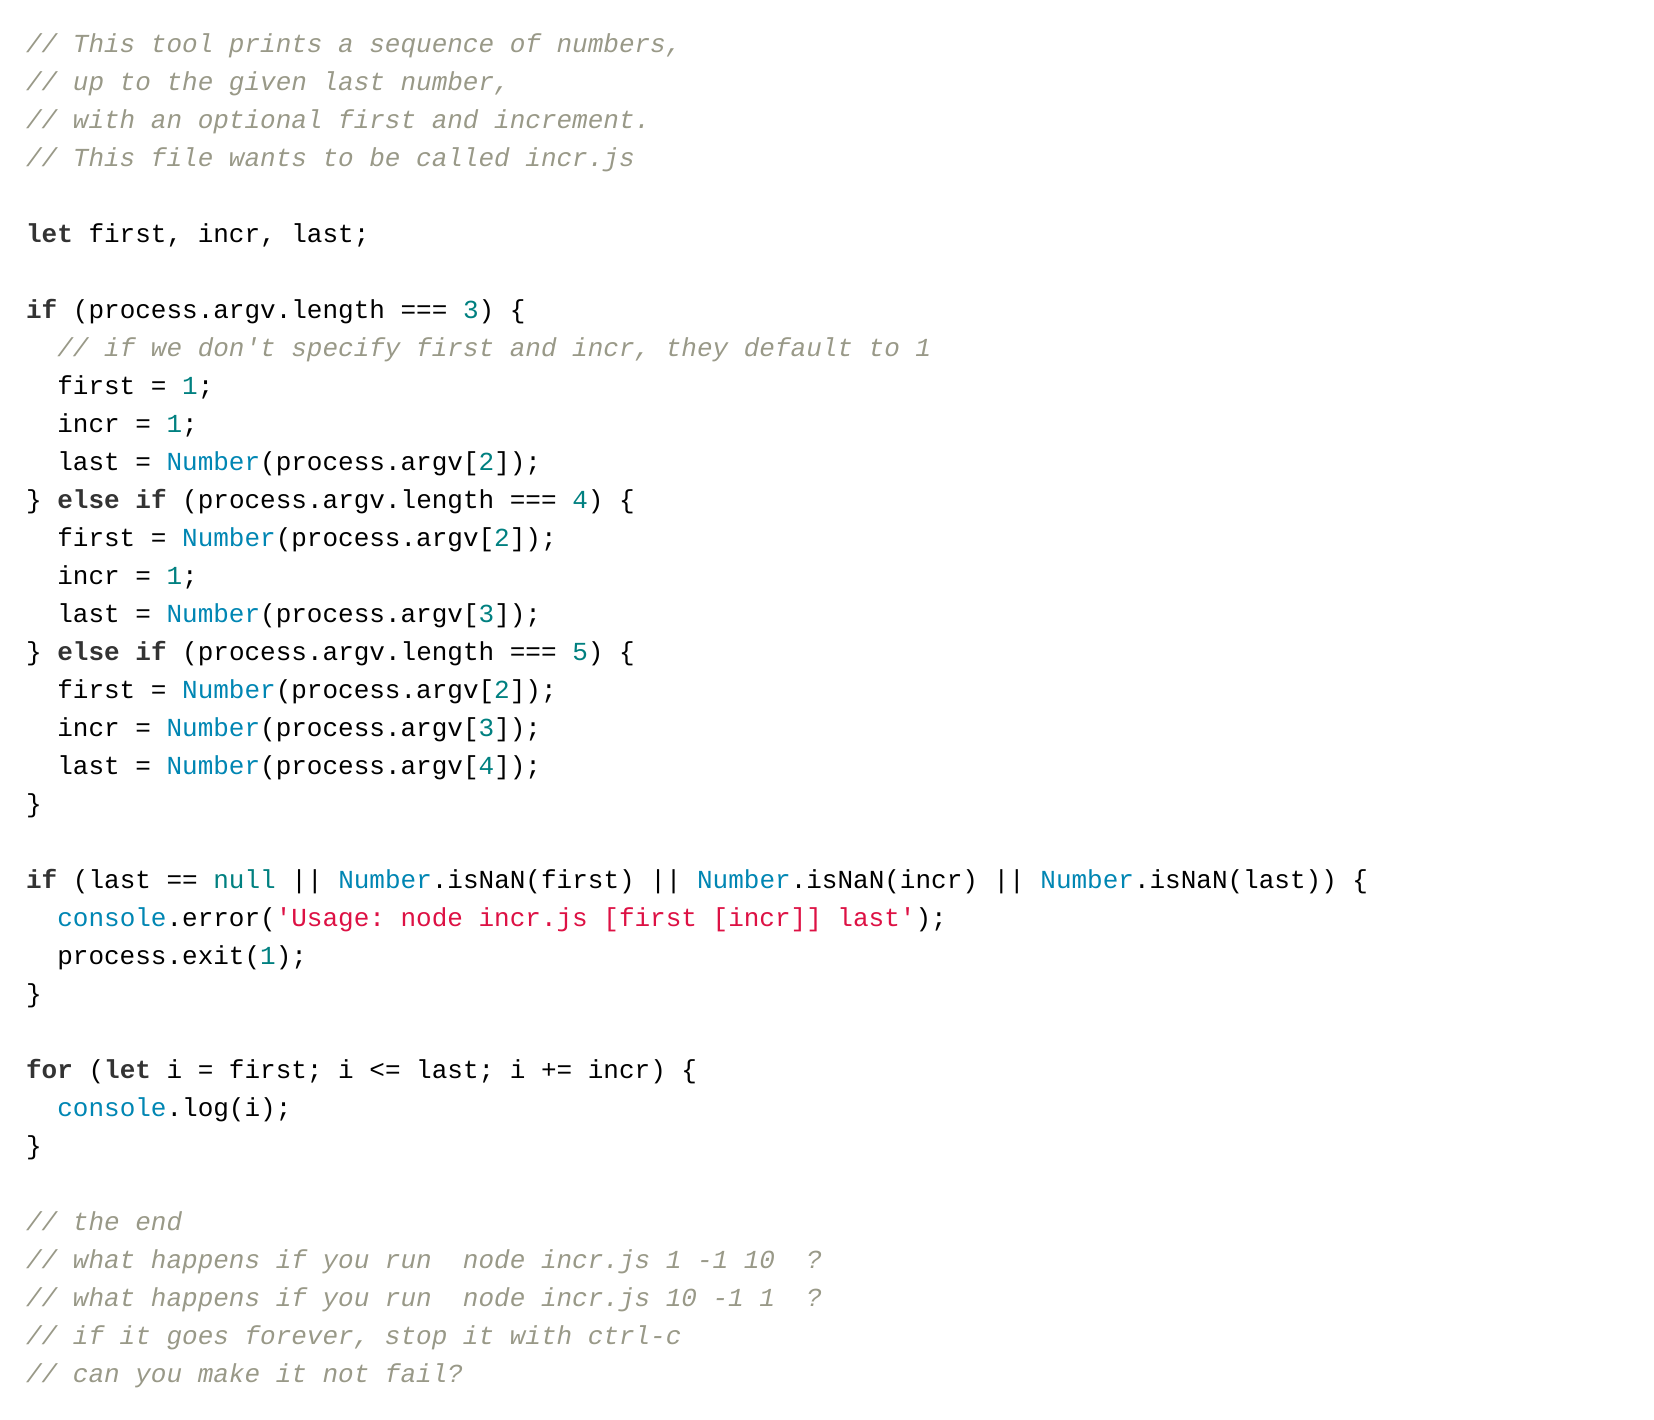 // This tool prints a sequence of numbers,
// up to the given last number,
// with an optional first and increment.
// This file wants to be called incr.js

let first, incr, last;

if (process.argv.length === 3) {
  // if we don't specify first and incr, they default to 1
  first = 1;
  incr = 1;
  last = Number(process.argv[2]);
} else if (process.argv.length === 4) {
  first = Number(process.argv[2]);
  incr = 1;
  last = Number(process.argv[3]);
} else if (process.argv.length === 5) {
  first = Number(process.argv[2]);
  incr = Number(process.argv[3]);
  last = Number(process.argv[4]);
}

if (last == null || Number.isNaN(first) || Number.isNaN(incr) || Number.isNaN(last)) {
  console.error('Usage: node incr.js [first [incr]] last');
  process.exit(1);
}

for (let i = first; i <= last; i += incr) {
  console.log(i);
}

// the end
// what happens if you run  node incr.js 1 -1 10  ?
// what happens if you run  node incr.js 10 -1 1  ?
// if it goes forever, stop it with ctrl-c
// can you make it not fail?